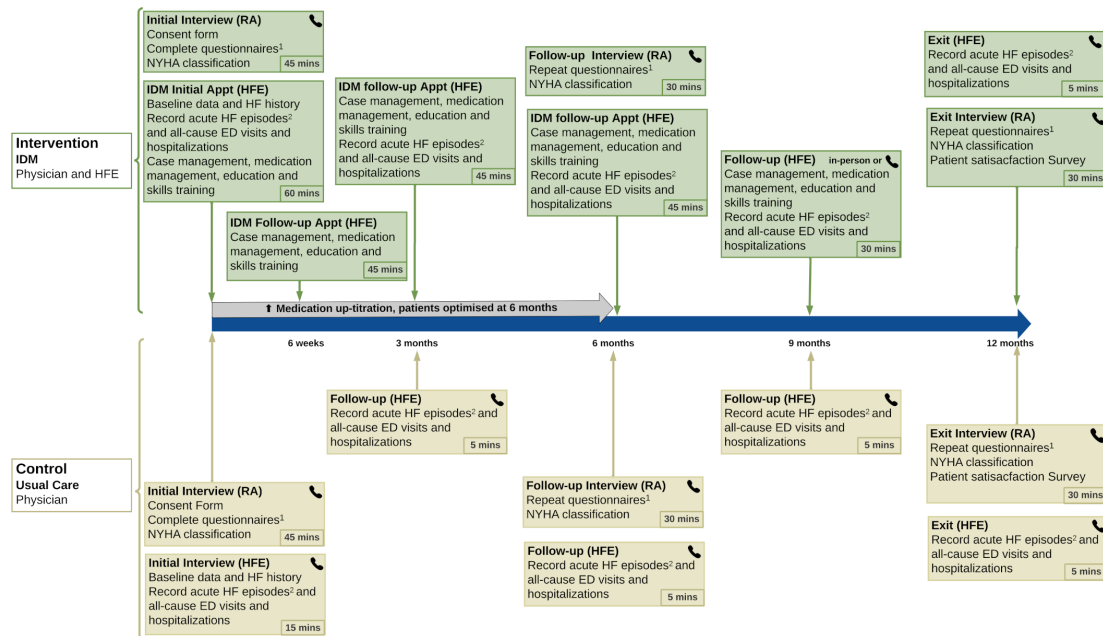 Initial Interview (RA)
Consent form
Complete questionnaires1
NYHA classification
45 mins
IDM Initial Appt (HFE)
Baseline data and HF history
Record acute HF episodes2
and all-cause ED visits and
hospitalizations
Case management, medication
management, education and
skills training
60 mins
IDM Follow-up Appt (HFE)
Case management, medication
management, education and
skills training
45 mins
IDM follow-up Appt (HFE)
Case management, medication
management, education and
skills training
Record acute HF episodes2
and all-cause ED visits and
hospitalizations
45 mins
Follow-up Interview (RA)
Repeat questionnaires1
NYHA classification
30 mins
IDM follow-up Appt (HFE)
Case management, medication
management, education and
skills training
Record acute HF episodes2
and all-cause ED visits and
hospitalizations
45 mins
Follow-up (HFE) in-person or
Case management, medication
management, education and
skills training
Record acute HF episodes2
and all-cause ED visits and
hospitalizations
30 mins
Exit (HFE)
Record acute HF episodes2
and all-cause ED visits and
hospitalizations
5 mins
Exit Interview (RA)
Repeat questionnaires1
NYHA classification
Patient satisacfaction Survey
30 mins
Intervention
IDM
Physician and HFE
⬆ Medication up-titration, patients optimised at 6 months
6 weeks
3 months
6 months
9 months
12 months
Control
Usual Care
Physician
Initial Interview (RA)
Consent Form
Complete questionnaires1
NYHA classification
45 mins
Initial Interview (HFE)
Baseline data and HF history
Record acute HF episodes2 and
all-cause ED visits and
hospitalizations
15 mins
Follow-up (HFE)
Record acute HF episodes2 and
all-cause ED visits and
hospitalizations
5 mins
Follow-up Interview (RA)
Repeat questionnaires1
NYHA classification
30 mins
Follow-up (HFE)
Record acute HF episodes2 and
all-cause ED visits and
hospitalizations
5 mins
Follow-up (HFE)
Record acute HF episodes2 and
all-cause ED visits and
hospitalizations
5 mins
Exit Interview (RA)
Repeat questionnaires1
NYHA classification
Patient satisacfaction Survey
30 mins
Exit (HFE)
Record acute HF episodes2 and
all-cause ED visits and
hospitalizations
5 mins